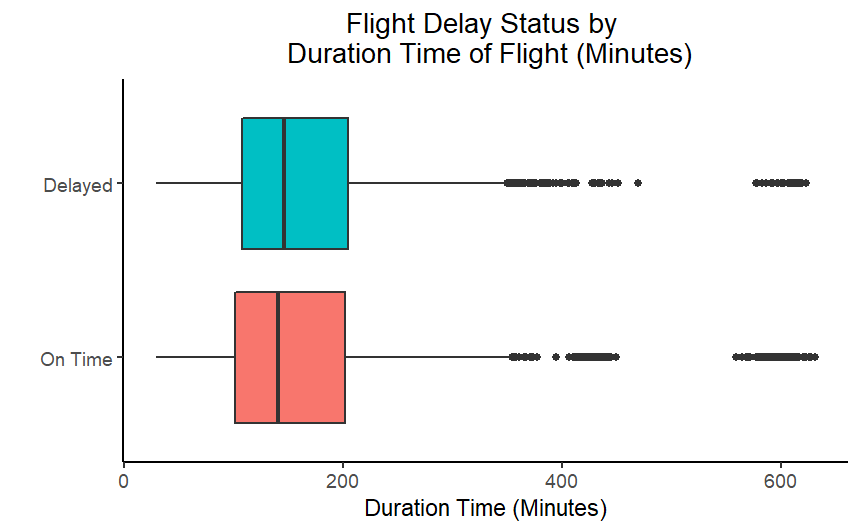 Flight Delay Status by
Duration Time of Flight (Minutes)
Delayed
On Time
0 200 400 600
Duration Time (Minutes)